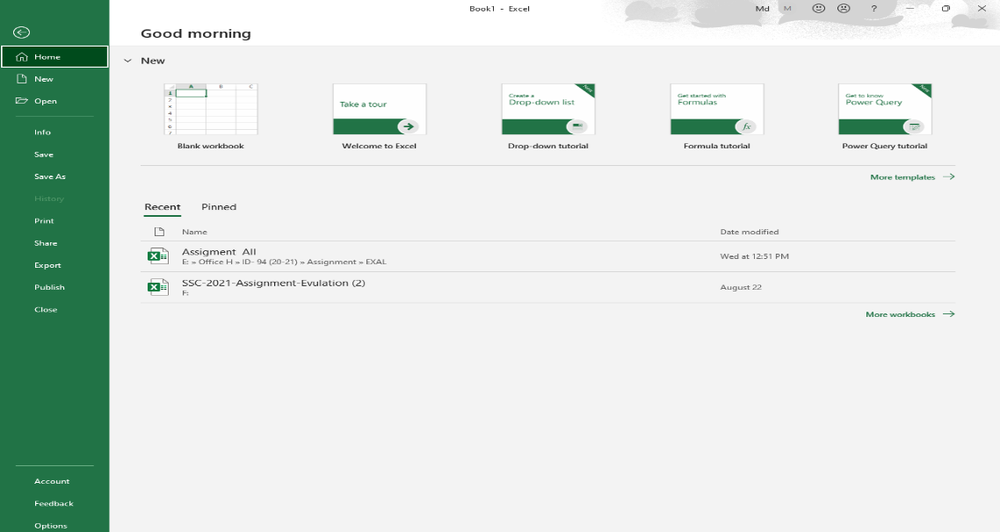 Book1 - Excel
Md M ?
Good morning
Home
New
Open
Info
Save
Save As
History
Print
Share
Export
Publish
Close
Account
Feedback
Options
New
A B C
1
2
3
4
5
6
7
Blank workbook
Take a tour
Welcome to Excel
Create a
Drop-down list
New
Drop-down tutorial
Get started with
Formulas
fx
Formula tutorial
Get to know
Power Query
New
Power Query tutorial
More templates
Recent Pinned
Name Date modified
Assigment All
E: » Office H » ID- 94 (20-21) » Assignment » EXAL
Wed at 12:51 PM
SSC-2021-Assignment-Evulation (2)
F:
August 22
More workbooks